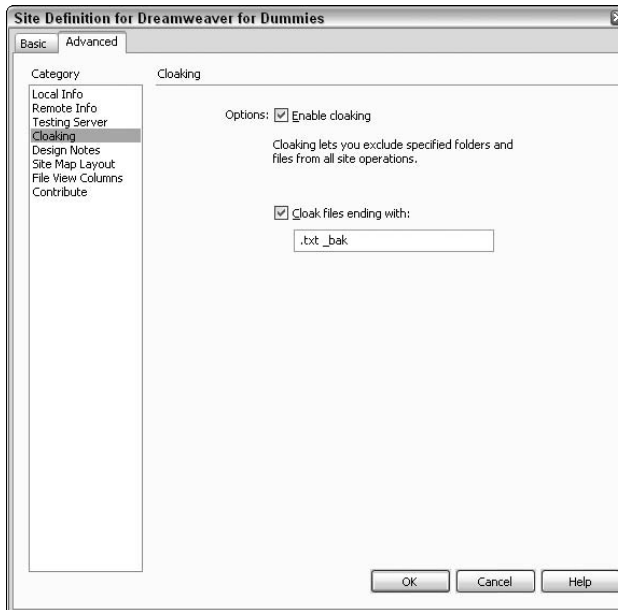 Site Definition for Dreamweaver for Dummies
Basic
Advanced
Category
Local Info
Remote Info
Testing Server
Cloaking
Design Notes
Site Map Layout
File View Columns
Contribute
Cloaking
Options: Enable cloaking
Cloaking lets you exclude specified folders and
files from all site operations.
Cloak files ending with:
.txt _bak
OK
Cancel
Help